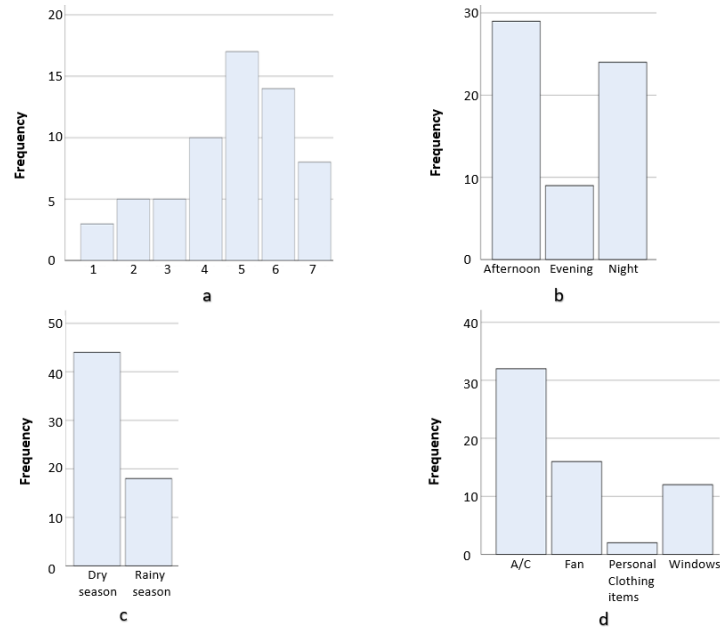 20
15
10
5
0
Frequency
1 2 3 4 5 6 7
a
30
20
10
0
Frequency
Afternoon Evening Night
b
50
40
30
20
10
0
Frequency
Dry season
Rainy season
c
40
30
20
10
0
Frequency
A/C
Fan
Personal
Clothing
items
Windows
d